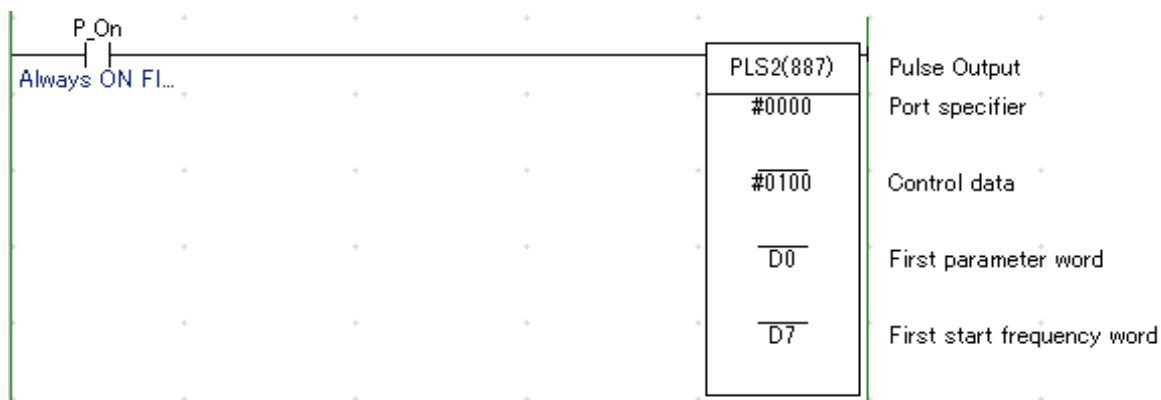 P_On
Always ON Fl...
PLS2(887)
Pulse Output
#0000
Port specifier
#0100
Control data
D0
First parameter word
D7
First start frequency word